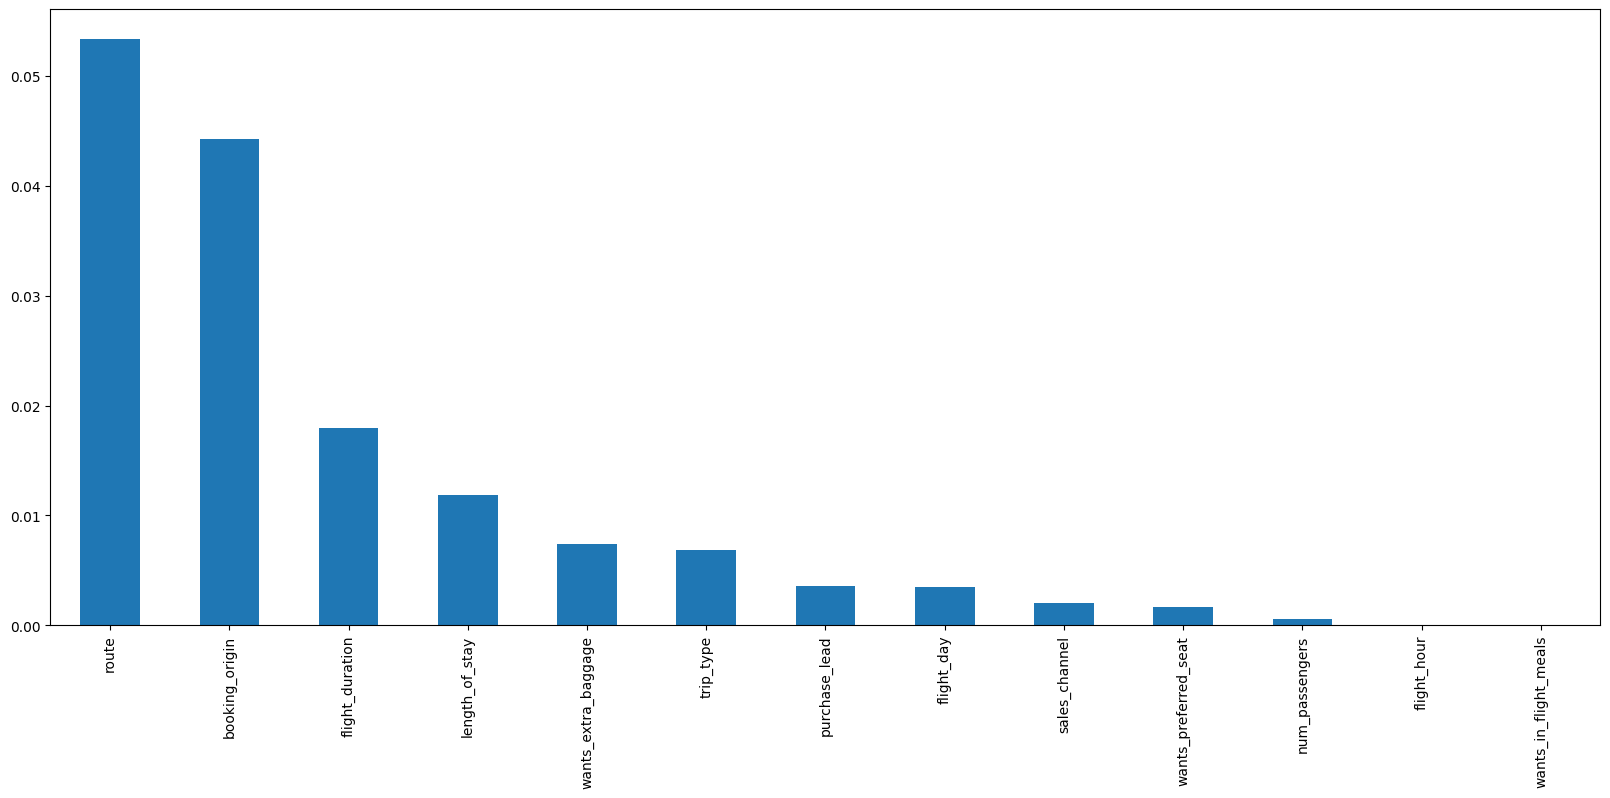 0.05
0.04
0.03
0.02
0.01
0.00
route
booking_origin
flight_duration
length_of_stay
wants_extra_baggage
trip_type
purchase_lead
flight_day
sales_channel
wants_preferred_seat
num_passengers
flight_hour
wants_in_flight_meals